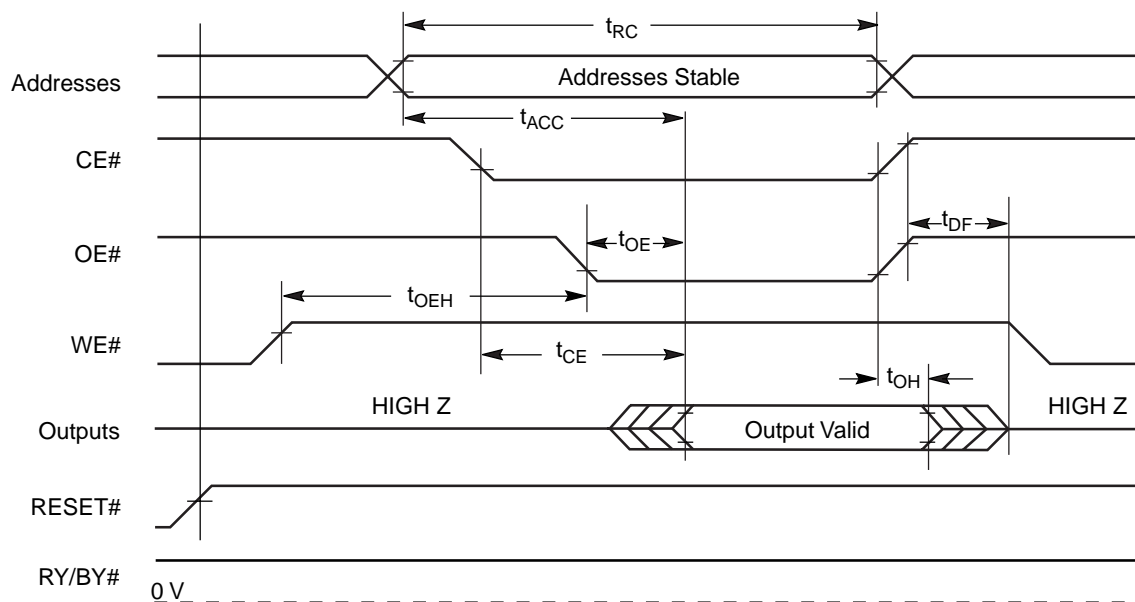 tRC
Addresses
Addresses Stable
tACC
CE#
tDF
OE#
tOE
tOEH
WE#
tCE
tOH
HIGH Z
HIGH Z
Outputs
Output Valid
RESET#
RY/BY#
0 V